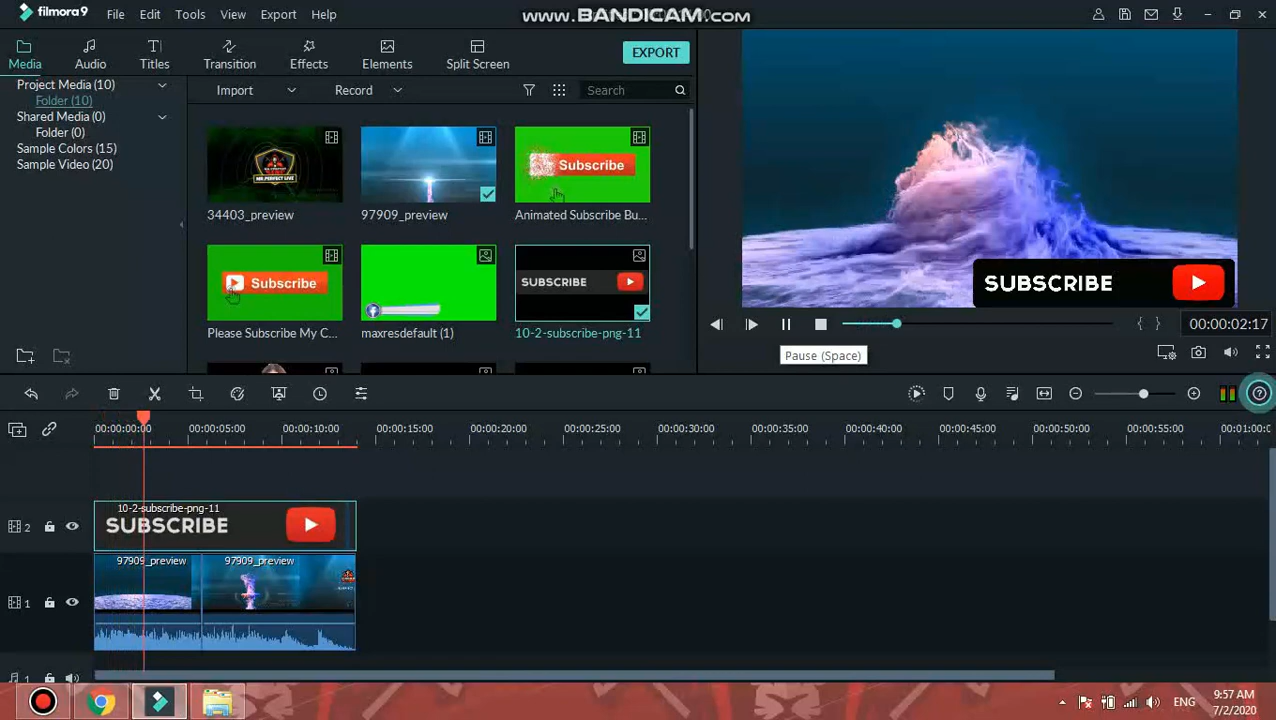 filmora9 File Edit Tools View Export Help
www.BANDICAM.com
Media Audio Titles Transition Effects Elements Split Screen EXPORT
Project Media (10)
Folder (10)
Shared Media (0)
Folder (0)
Sample Colors (15)
Sample Video (20)
Import Record Search
MR.PERFECT LIVE
Subscribe
34403_preview 97909_preview Animated Subscribe Bu...
Subscribe
SUBSCRIBE
Please Subscribe My C... maxresdefault (1) 10-2-subscribe-png-11
SUBSCRIBE
00:00:02:17
Pause (Space)
00:00:00:00 00:00:05:00 00:00:10:00 00:00:15:00 00:00:20:00 00:00:25:00 00:00:30:00 00:00:35:00 00:00:40:00 00:00:45:00 00:00:50:00 00:00:55:00 00:01:00:0
10-2-subscribe-png-11
2 SUBSCRIBE
97909_preview 97909_preview
1
1
ENG 9:57 AM
7/2/2020